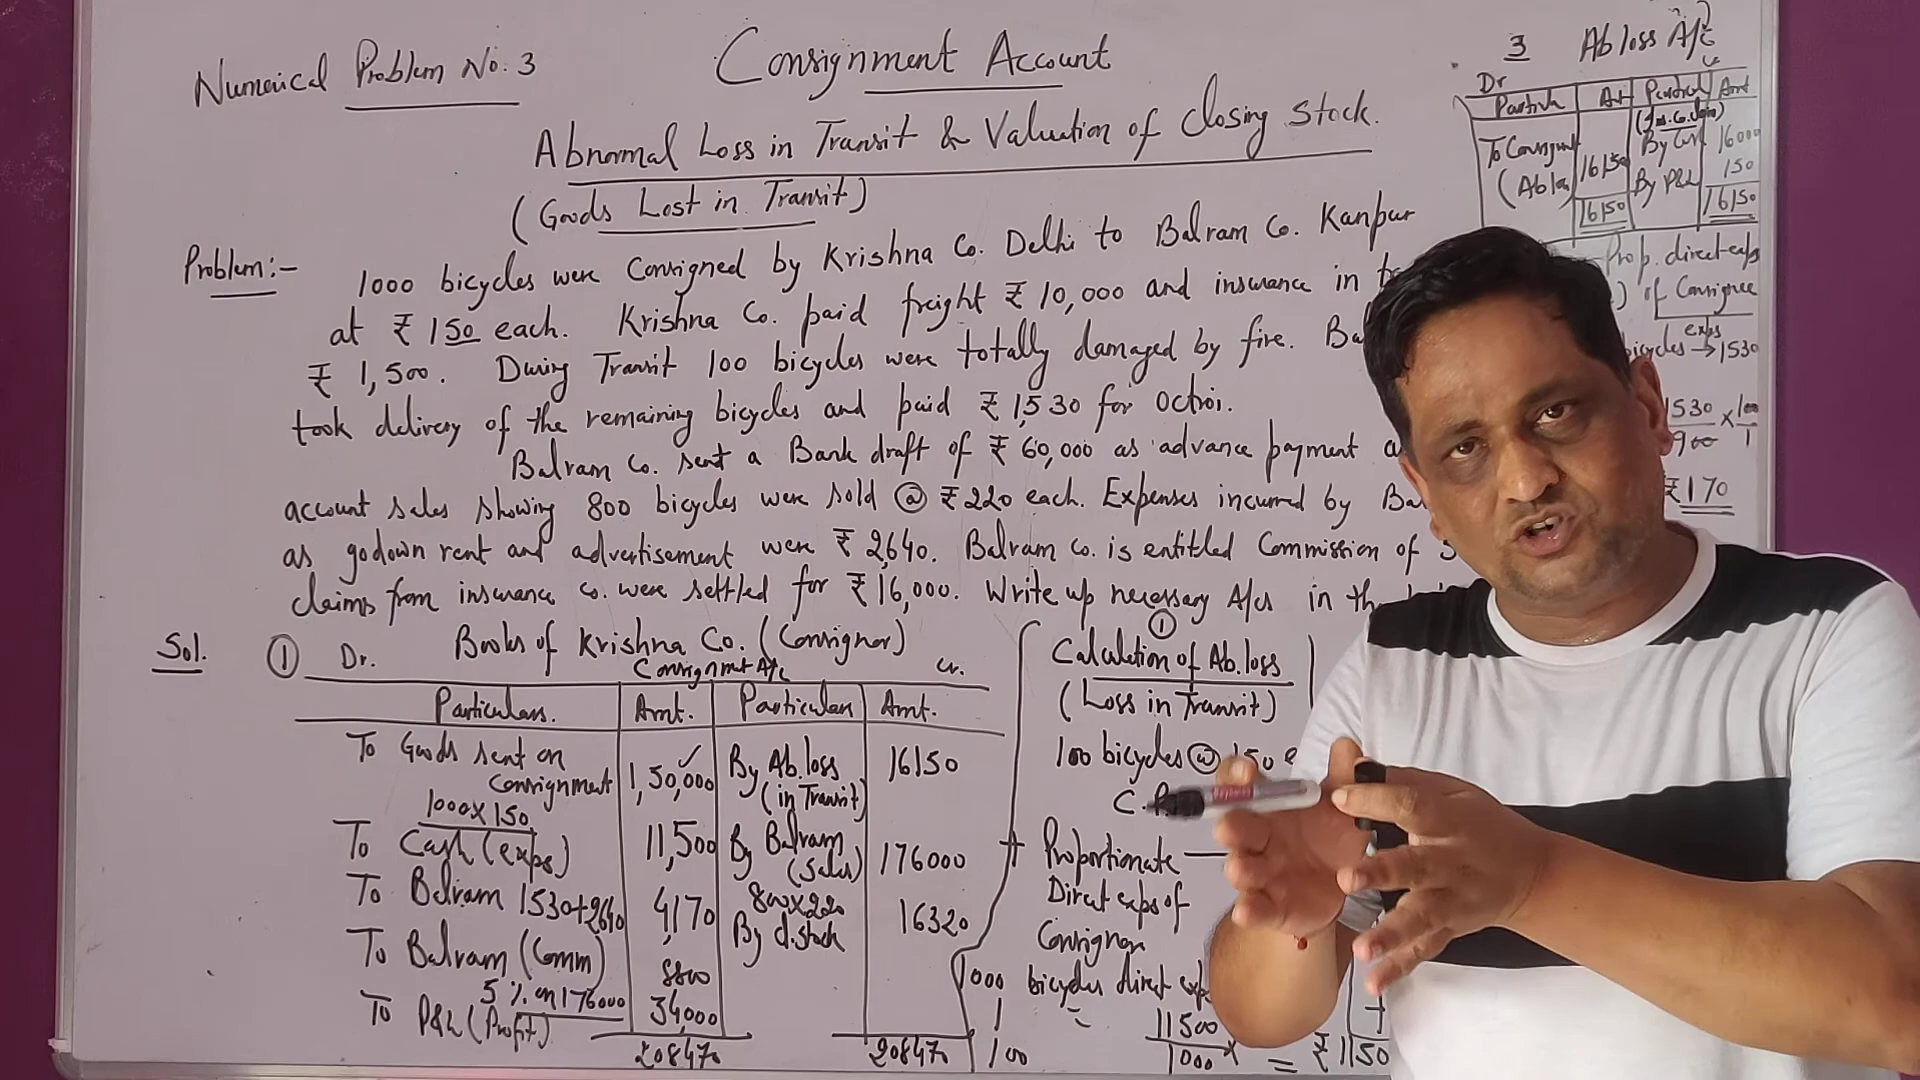 Numerical Problem No. 3
Consignment Account
Abnormal Loss in Transit & Valuation of Closing Stock.
(Goods Lost in Transit)
Problem:-
1000 bicycles were Consigned by Krishna Co. Delhi to Balram Co. Kanpur
at ₹ 150 each. Krishna Co. paid freight ₹ 10,000 and insurance in
₹ 1,500. During Transit 100 bicycles were totally damaged by fire. Ba
took delivery of the remaining bicycles and paid ₹ 1530 for Octroi.
Balram Co. sent a Bank draft of ₹ 60,000 as advance payment a
account sales showing 800 bicycles were sold @ ₹ 220 each. Expenses incurred by Ba
as godown rent and advertisement were ₹ 2,640. Balram Co. is entitled Commission of 5
claims from insurance co. were settled for ₹ 16,000. Write up necessary A/cs in th
Sol. ① Dr. Books of Krishna Co. (Consignor)
Consignment A/c Cr.
Particulars. Amt. Particulars Amt.
To Goods sent on Consignment 1,50,000 By Ab. loss (in Transit) 16150
1000 x 150
To Cash (exps) 11,500 By Balram (Sales) 176000
800x220
To Balram 1530+2640 4,170 By cl. stock 16320
To Balram (Comm) 8800
5 % on 176000
To P&L (Profit) 34,000
208470 208470
①
Calculation of Ab. loss
(Loss in Transit)
100 bicycles @ 150 e
C.P.
+ Proportionate
Direct exps of
Consignor
1000 bicycles direct exp
1
11500
100 1000 x = ₹ 1150
3 Ab loss A/c
Dr Cr
Particula Amt Particul Amt
To Consignmt (Ab loss 16150 (Ins. Co. claim) By Cash 16000
By P&L 150
16150 16150
Prop. direct exps
) of Consignee
exps
bicycles → 1530
1530 x 100
900 1
₹ 170